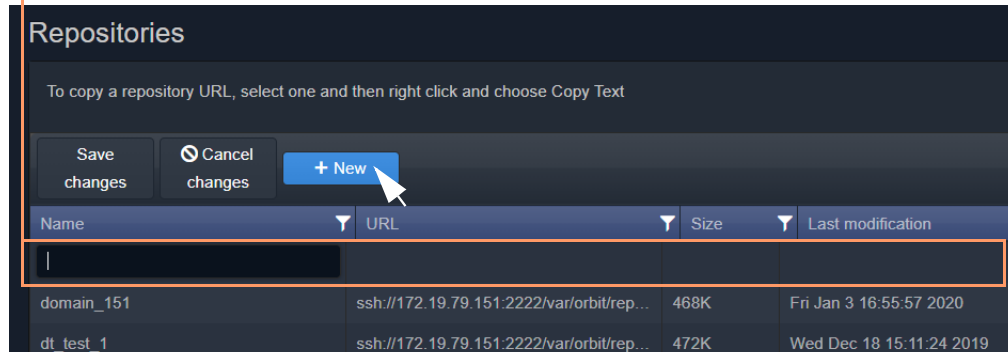 Repositories
To copy a repository URL, select one and then right click and choose Copy Text
Save changes
Cancel changes
+ New
Name URL Size Last modification
domain_151 ssh://172.19.79.151:2222/var/orbit/rep... 468K Fri Jan 3 16:55:57 2020
dt_test_1 ssh://172.19.79.151:2222/var/orbit/rep... 472K Wed Dec 18 15:11:24 2019